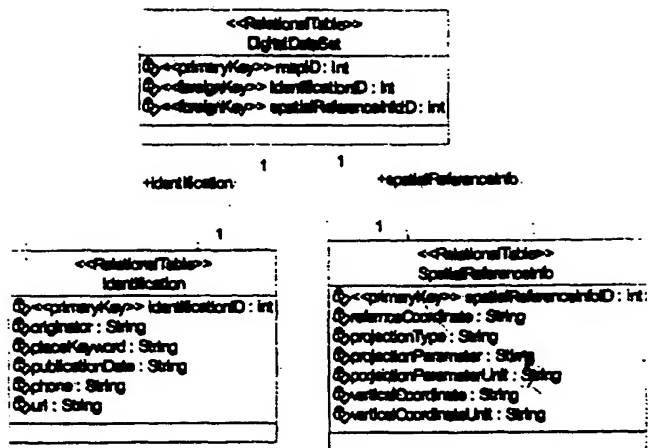 <<RelationalTable>>
DigitalDataSet
<<primaryKey>> mapID : Int
<<foreignKey>> identificationID : Int
<<foreignKey>> spatialReferenceInfoID : int
1 1
+identification +spatialReferenceInfo
1 1
<<RelationalTable>>
Identification
<<primaryKey>> identificationID : int
originator : String
placeKeyword : String
publicationDate : String
phone : String
url : String
<<RelationalTable>>
SpatialReferenceInfo
<<primaryKey>> spatialReferenceInfoID : int
referenceCoordinate : String
projectionType : String
projectionParameter : String
projectionParameterUnit : String
verticalCoordinate : String
verticalCoordinateUnit : String